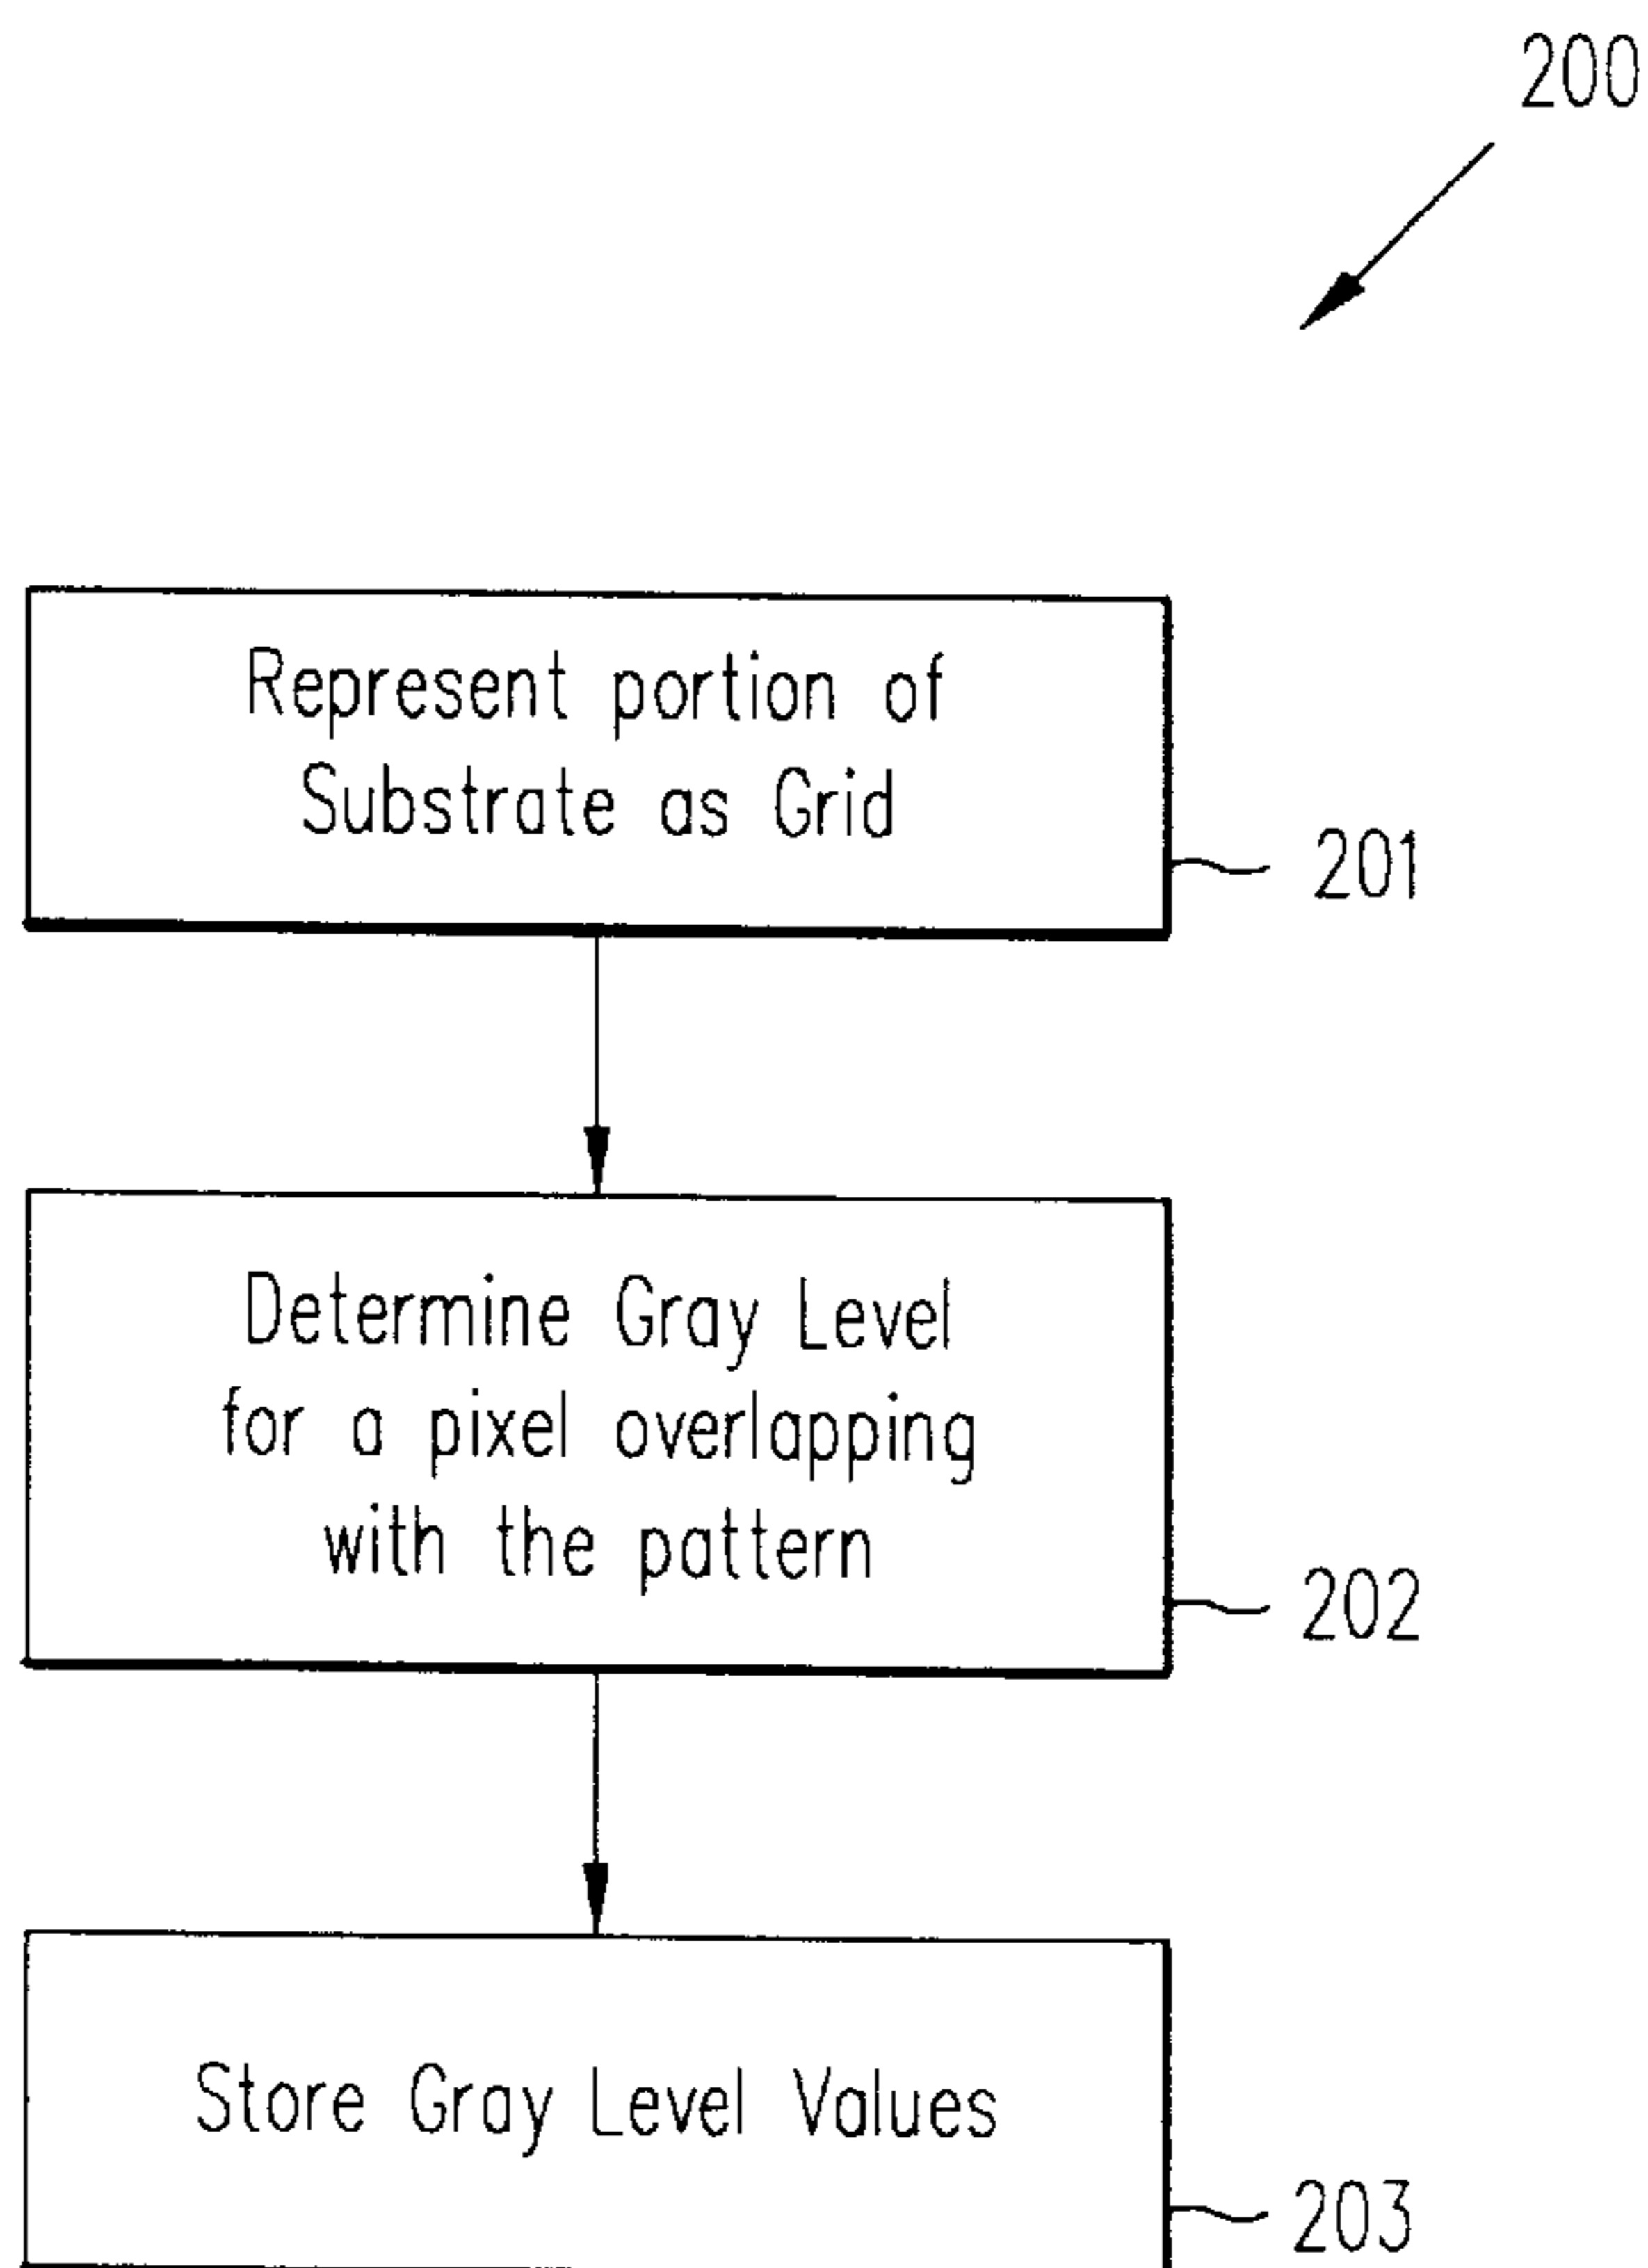 200
Represent portion of
Substrate as Grid
201
Determine Gray Level
for a pixel overlapping
with the pattern
202
Store Gray Level Values
203